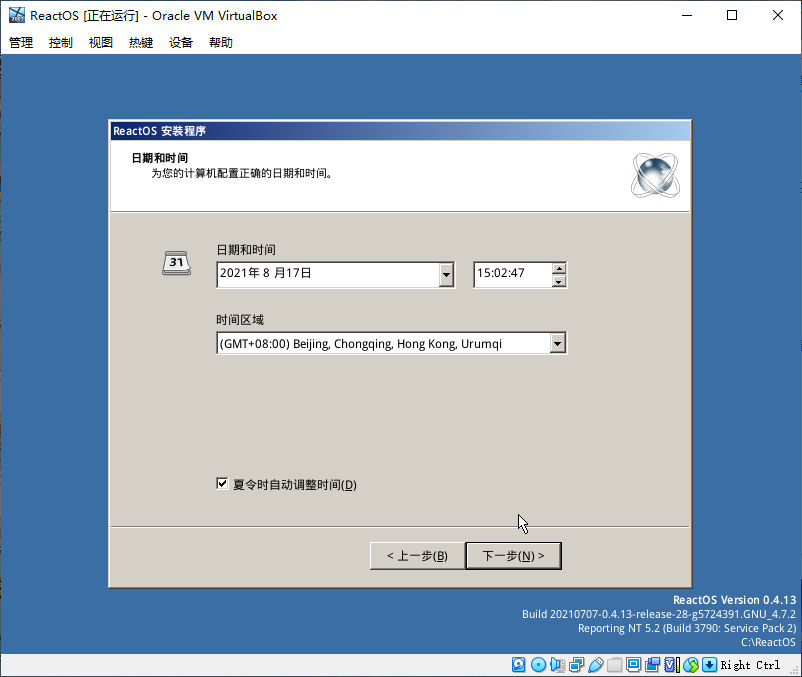 ReactOS [正在运行] - Oracle VM VirtualBox
管理 控制 视图 热键 设备 帮助
ReactOS 安装程序
日期和时间
为您的计算机配置正确的日期和时间。
31
日期和时间
2021年 8 月17日 15:02:47
时间区域
(GMT+08:00) Beijing, Chongqing, Hong Kong, Urumqi
夏令时自动调整时间(D)
< 上一步(B) 下一步(N) >
ReactOS Version 0.4.13
Build 20210707-0.4.13-release-28-g5724391.GNU_4.7.2
Reporting NT 5.2 (Build 3790: Service Pack 2)
C:\ReactOS
Right Ctrl